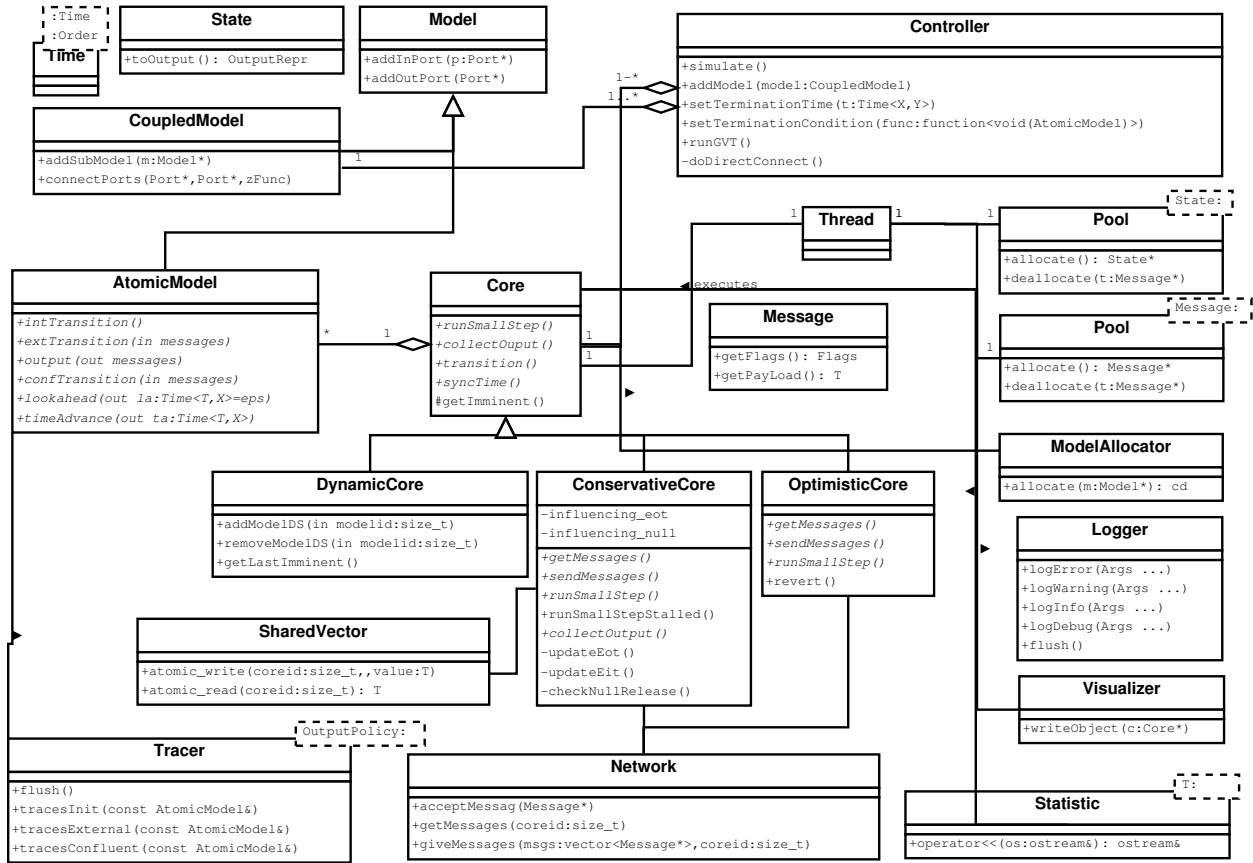 :Time
:Order
Time
State
+toOutput(): OutputRepr
Model
+addInPort(p:Port*)
+addOutPort(Port*)
Controller
+simulate()
+addModel(model:CoupledModel)
+setTerminationTime(t:Time<X,Y>)
+setTerminationCondition(func:function<void(AtomicModel)>)
+runGVT()
-doDirectConnect()
1-*
1..*
CoupledModel
+addSubModel(m:Model*)
+connectPorts(Port*,Port*,zFunc)
1
1
Thread
1
1
State:
Pool
+allocate(): State*
+deallocate(t:Message*)
AtomicModel
+intTransition()
+extTransition(in messages)
+output(out messages)
+confTransition(in messages)
+lookahead(out la:Time<T,X>=eps)
+timeAdvance(out ta:Time<T,X>)
*
1
Core
+runSmallStep()
+collectOuput()
+transition()
+syncTime()
#getImminent()
1
1
executes
Message
+getFlags(): Flags
+getPayLoad(): T
Message:
1
Pool
+allocate(): Message*
+deallocate(t:Message*)
ModelAllocator
+allocate(m:Model*): cd
DynamicCore
+addModelDS(in modelid:size_t)
+removeModelDS(in modelid:size_t)
+getLastImminent()
ConservativeCore
-influencing_eot
-influencing_null
+getMessages()
+sendMessages()
+runSmallStep()
+runSmallStepStalled()
+collectOutput()
-updateEot()
-updateEit()
-checkNullRelease()
OptimisticCore
+getMessages()
+sendMessages()
+runSmallStep()
+revert()
Logger
+logError(Args ...)
+logWarning(Args ...)
+logInfo(Args ...)
+logDebug(Args ...)
+flush()
SharedVector
+atomic_write(coreid:size_t,,value:T)
+atomic_read(coreid:size_t): T
Visualizer
+writeObject(c:Core*)
OutputPolicy:
Tracer
+flush()
+tracesInit(const AtomicModel&)
+tracesExternal(const AtomicModel&)
+tracesConfluent(const AtomicModel&)
Network
+acceptMessag(Message*)
+getMessages(coreid:size_t)
+giveMessages(msgs:vector<Message*>,coreid:size_t)
T:
Statistic
+operator<<(os:ostream&): ostream&